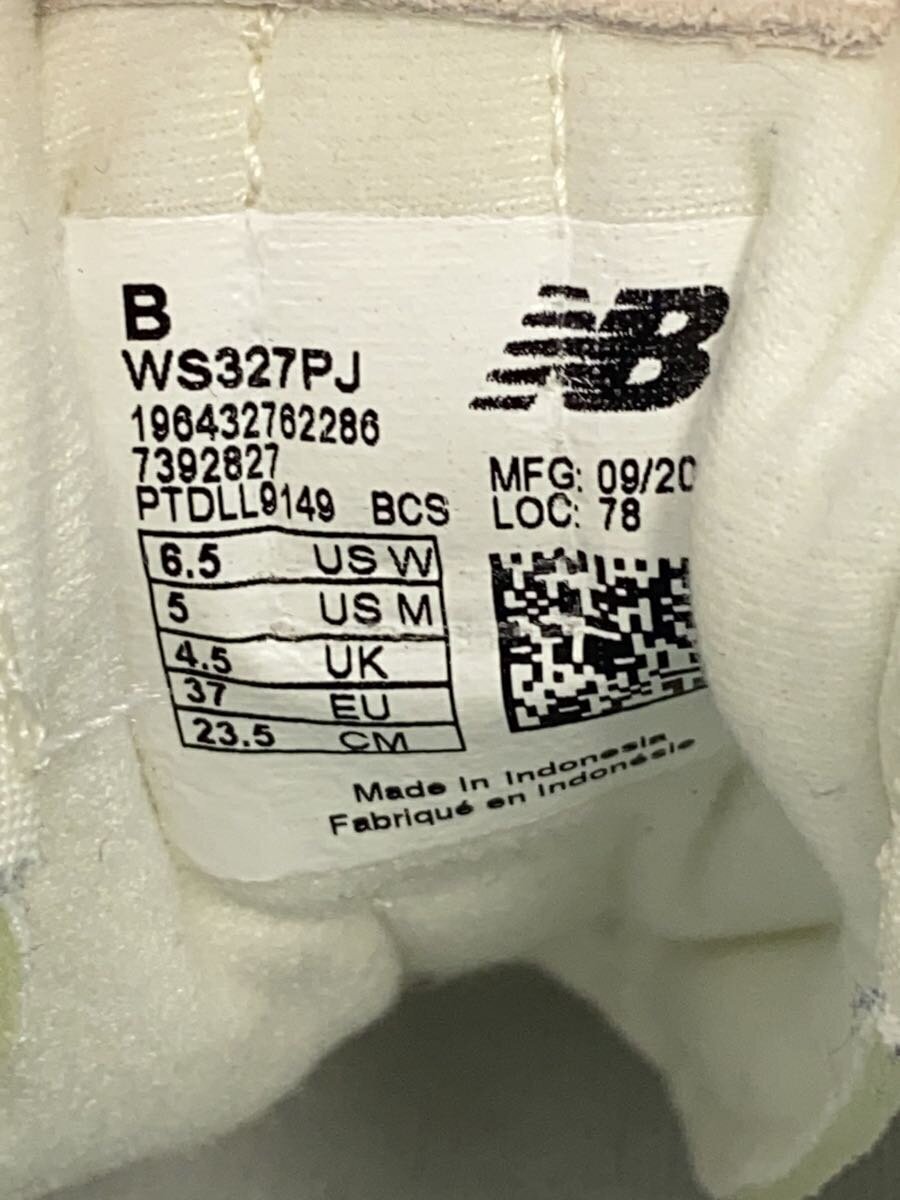 B
WS327PJ
196432762286
7392827
PTDLL9149 BCS
NB
MFG: 09/20
LOC: 78
6.5 US W
5 US M
4.5 UK
37 EU
23.5 CM
Made In Indonesia
Fabriqué en Indonésie